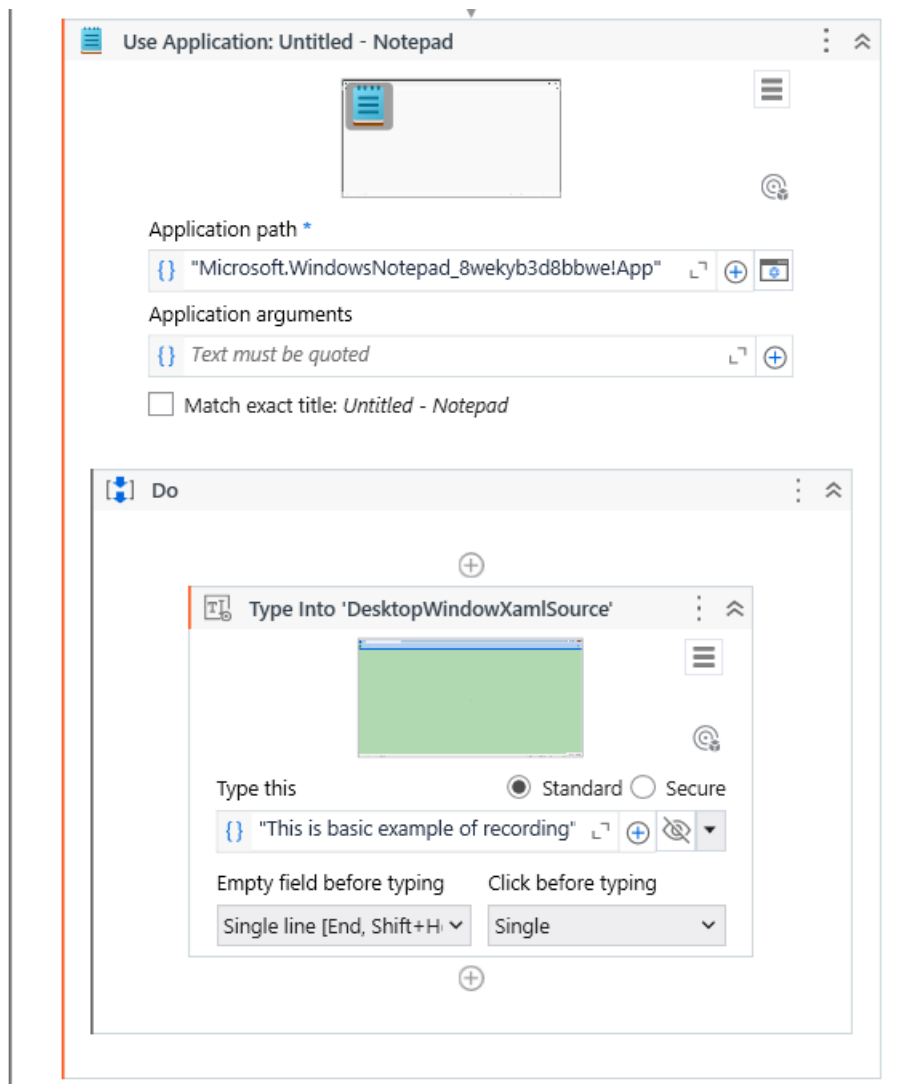 Use Application: Untitled - Notepad
Application path *
{} "Microsoft.WindowsNotepad_8wekyb3d8bbwe!App"
Application arguments
{} Text must be quoted
Match exact title: Untitled - Notepad
Do
Type Into 'DesktopWindowXamlSource'
Type this Standard Secure
{} "This is basic example of recording"
Empty field before typing Click before typing
Single line [End, Shift+H Single